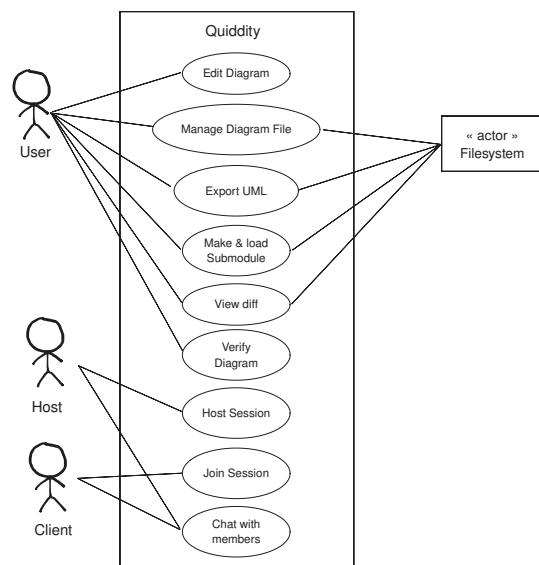 Quiddity
Edit Diagram
Manage Diagram File
« actor »
Filesystem
User
Export UML
Make & load
Submodule
View diff
Verify
Diagram
Host
Host Session
Join Session
Client
Chat with
members